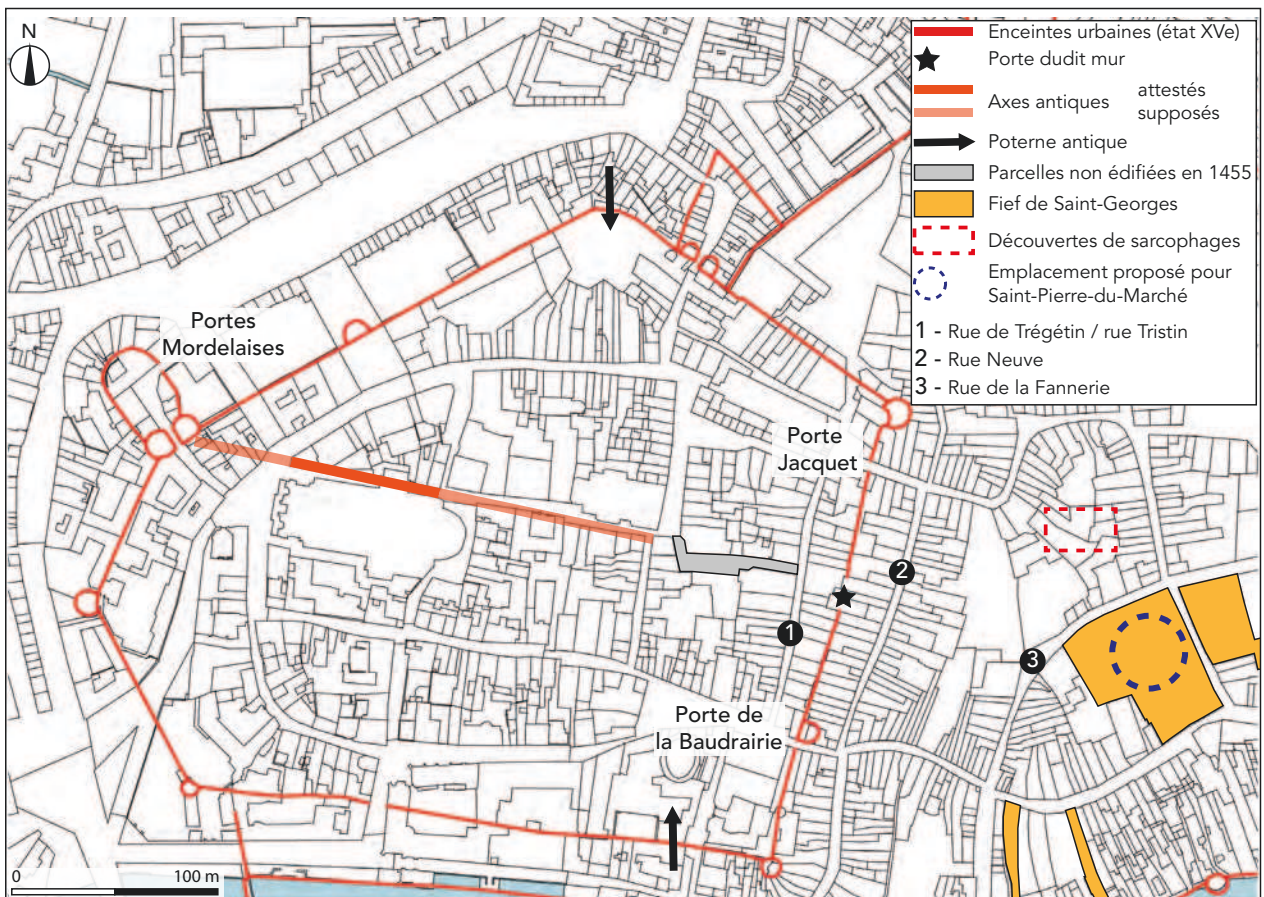 N
Enceintes urbaines (état XVe)
Porte dudit mur
Axes antiques
attestés
supposés
Poterne antique
Parcelles non édifiées en 1455
Fief de Saint-Georges
Découvertes de sarcophages
Emplacement proposé pour
Saint-Pierre-du-Marché
1 - Rue de Trégétin / rue Tristin
2 - Rue Neuve
3 - Rue de la Fannerie
Portes
Mordelaises
Porte
Jacquet
2
1
3
Porte de
la Baudrairie
0 100 m